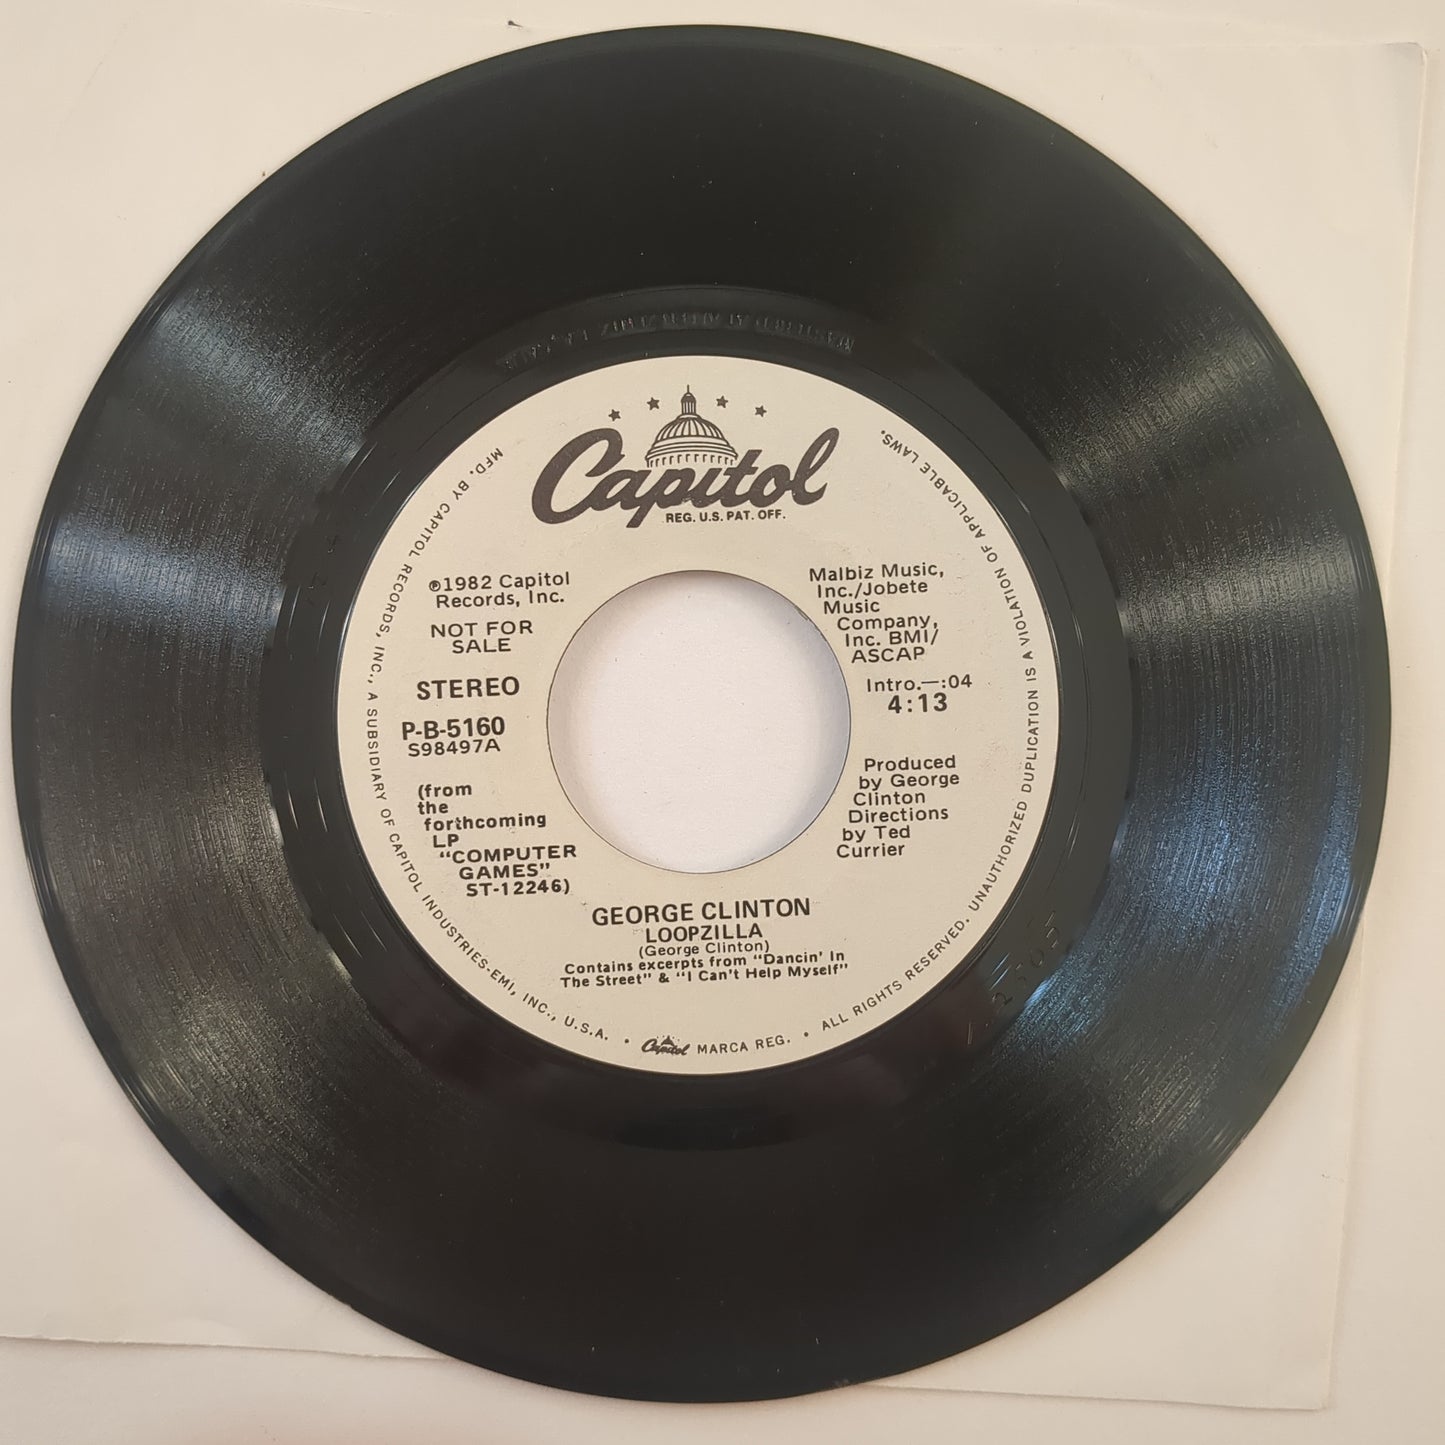 Capitol
REG. U.S. PAT. OFF.
℗1982 Capitol
Records, Inc.
NOT FOR
SALE
STEREO
P-B-5160
S98497A
(from
the
forthcoming
LP
"COMPUTER
GAMES"
ST-12246)
Malbiz Music,
Inc./Jobete
Music
Company,
Inc. BMI/
ASCAP
Intro.—:04
4:13
Produced
by George
Clinton
Directions
by Ted
Currier
GEORGE CLINTON
LOOPZILLA
(George Clinton)
Contains excerpts from "Dancin' In
The Street" & "I Can't Help Myself"
MFD. BY CAPITOL RECORDS, INC., A SUBSIDIARY OF CAPITOL INDUSTRIES-EMI, INC., U.S.A. • Capitol MARCA REG. • ALL RIGHTS RESERVED. UNAUTHORIZED DUPLICATION IS A VIOLATION OF APPLICABLE LAWS.